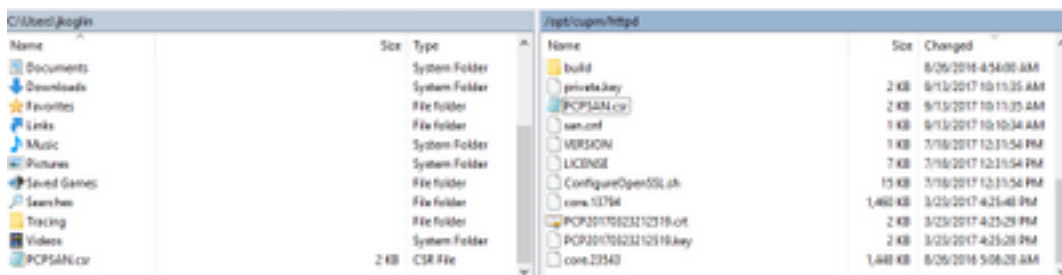 C:\Users\jkoglin
Name Size Type
Documents System Folder
Downloads System Folder
Favorites File folder
Links File folder
Music System Folder
Pictures System Folder
Saved Games File folder
Searches File folder
Tracing File folder
Videos System Folder
PCPSAN.csr 2 KB CSR File
/opt/cupm/httpd
Name Size Changed
build 8/26/2016 4:54:00 AM
private.key 2 KB 9/13/2017 10:11:35 AM
PCPSAN.csr 2 KB 9/13/2017 10:11:35 AM
san.cnf 1 KB 9/13/2017 10:10:34 AM
VERSION 1 KB 7/18/2017 12:31:54 PM
LICENSE 7 KB 7/18/2017 12:31:54 PM
ConfigureOpenSSL.sh 15 KB 7/18/2017 12:31:54 PM
core.13794 1,460 KB 3/23/2017 4:25:48 PM
PCP20170323212519.crt 2 KB 3/23/2017 4:25:29 PM
PCP20170323212519.key 2 KB 3/23/2017 4:25:28 PM
core.23543 1,448 KB 8/26/2016 5:08:28 AM